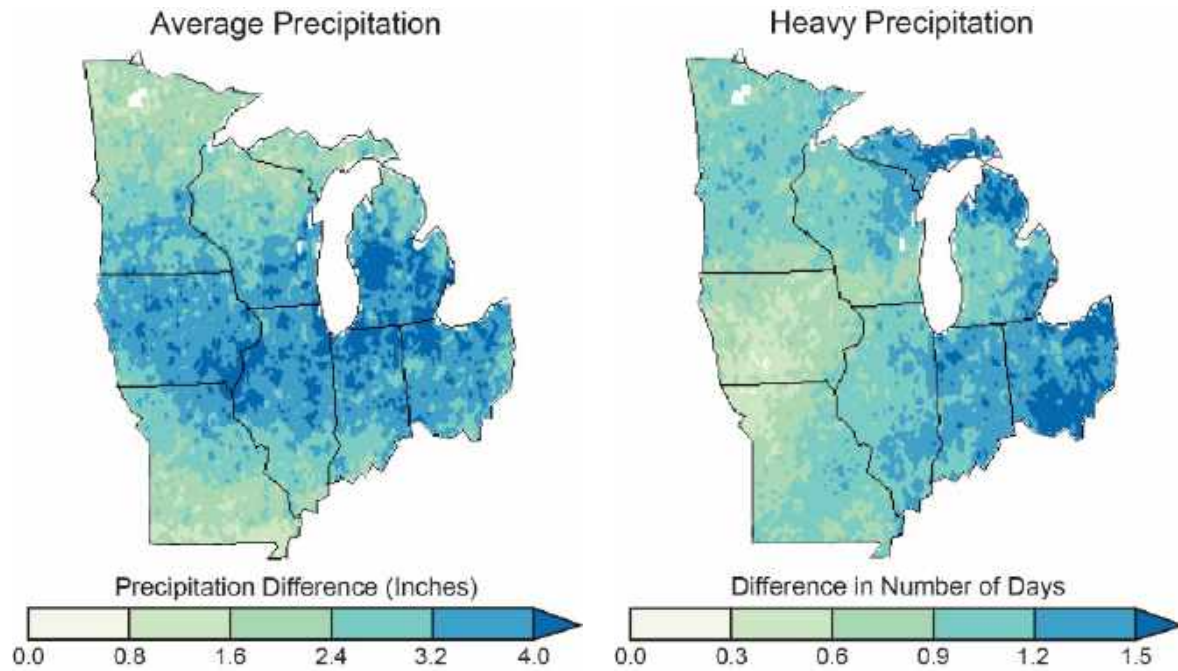 Average Precipitation
Heavy Precipitation
Precipitation Difference (Inches)
0.0 0.8 1.6 2.4 3.2 4.0
Difference in Number of Days
0.0 0.3 0.6 0.9 1.2 1.5